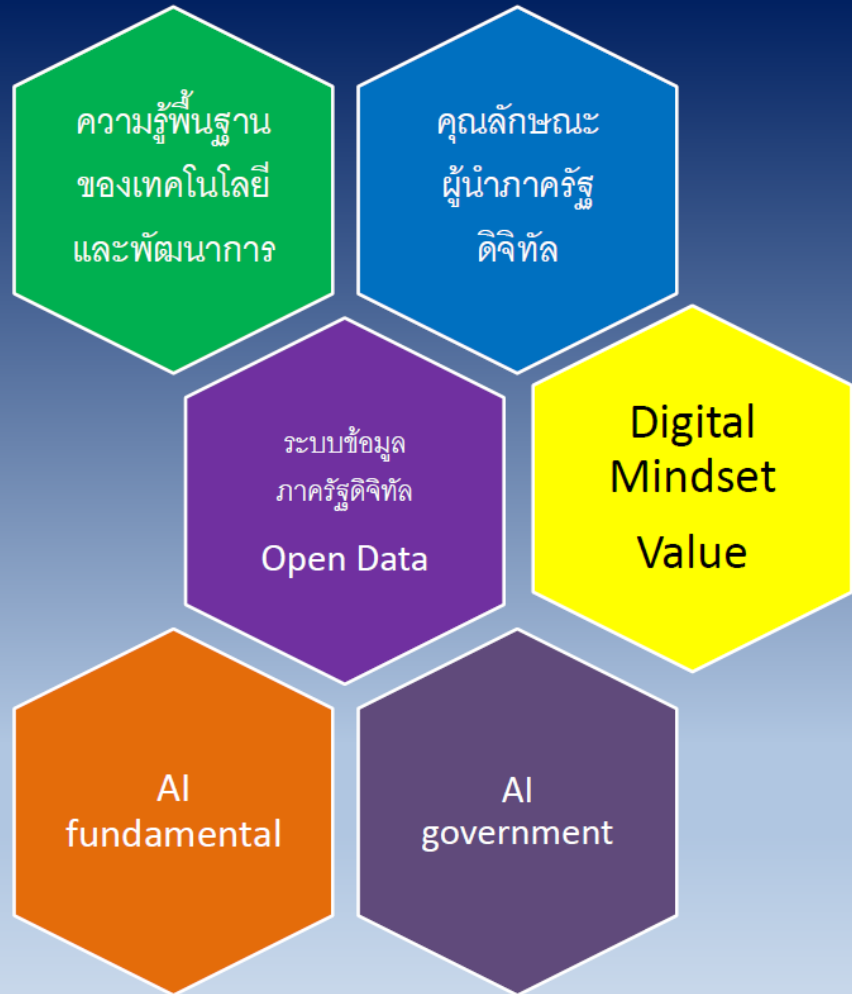 ความรู้พื้นฐาน
ของเทคโนโลยี
และพัฒนาการ
คุณลักษณะ
ผู้นำภาครัฐ
ดิจิทัล
ระบบข้อมูล
ภาครัฐดิจิทัล
Open Data
Digital
Mindset
Value
AI
fundamental
AI
government